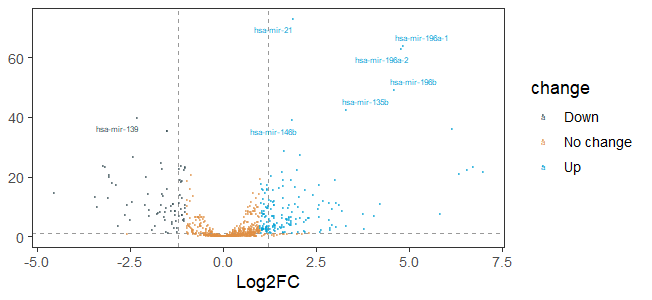 hsa-mir-21
hsa-mir-196a-1
hsa-mir-196a-2
hsa-mir-196b
hsa-mir-135b
hsa-mir-139
hsa-mir-146b
60
40
20
0
-5.0
-2.5
0.0
2.5
5.0
7.5
Log2FC
change
a Down
a No change
a Up